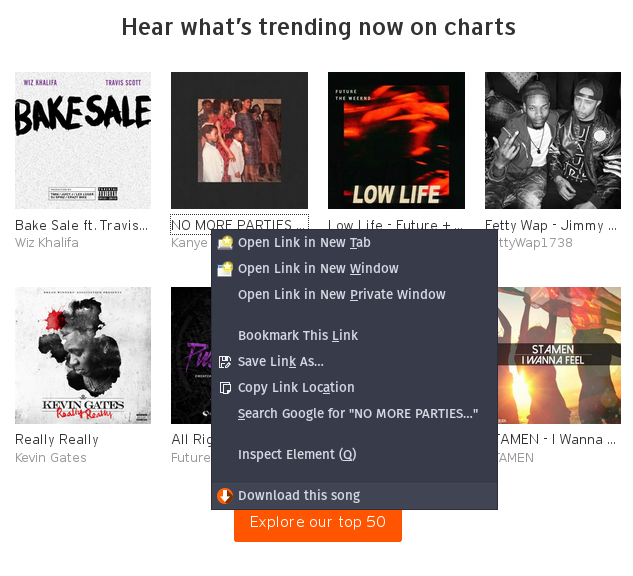 Hear what's trending now on charts
WIZ KHALIFA TRAVIS SCOTT
BAKE SALE
FUTURE
THE WEEKND
LOW LIFE
Bake Sale ft. Travis...
Wiz Khalifa
NO MORE PARTIES ...
Kanye
Low Life - Future + ...
Fetty Wap - Jimmy ...
ttyWap1738
Open Link in New Tab
Open Link in New Window
Open Link in New Private Window
Bookmark This Link
Save Link As...
Copy Link Location
Search Google for "NO MORE PARTIES..."
Inspect Element (Q)
Download this song
KEVIN GATES
Really Really
STAMEN
I WANNA FEEL
Really Really
Kevin Gates
All Rig
Future
TAMEN - I Wanna ...
TAMEN
Explore our top 50